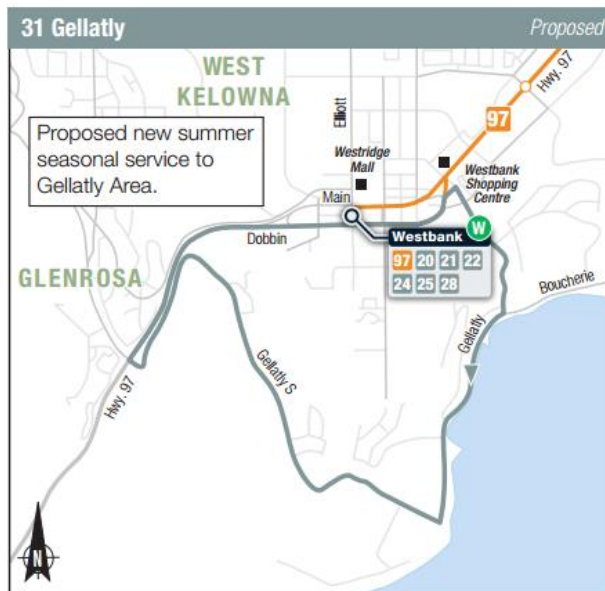 31 Gellatly
Proposed
WEST
KELOWNA
Hwy. 97
97
Proposed new summer
seasonal service to
Gellatly Area.
Elliott
Westridge
Mall
Westbank
Shopping
Centre
Main
W
Dobbin
Westbank
97 20 21 22
24 25 28
GLENROSA
Boucherie
Gellatly
Gellatly S
Hwy. 97
N